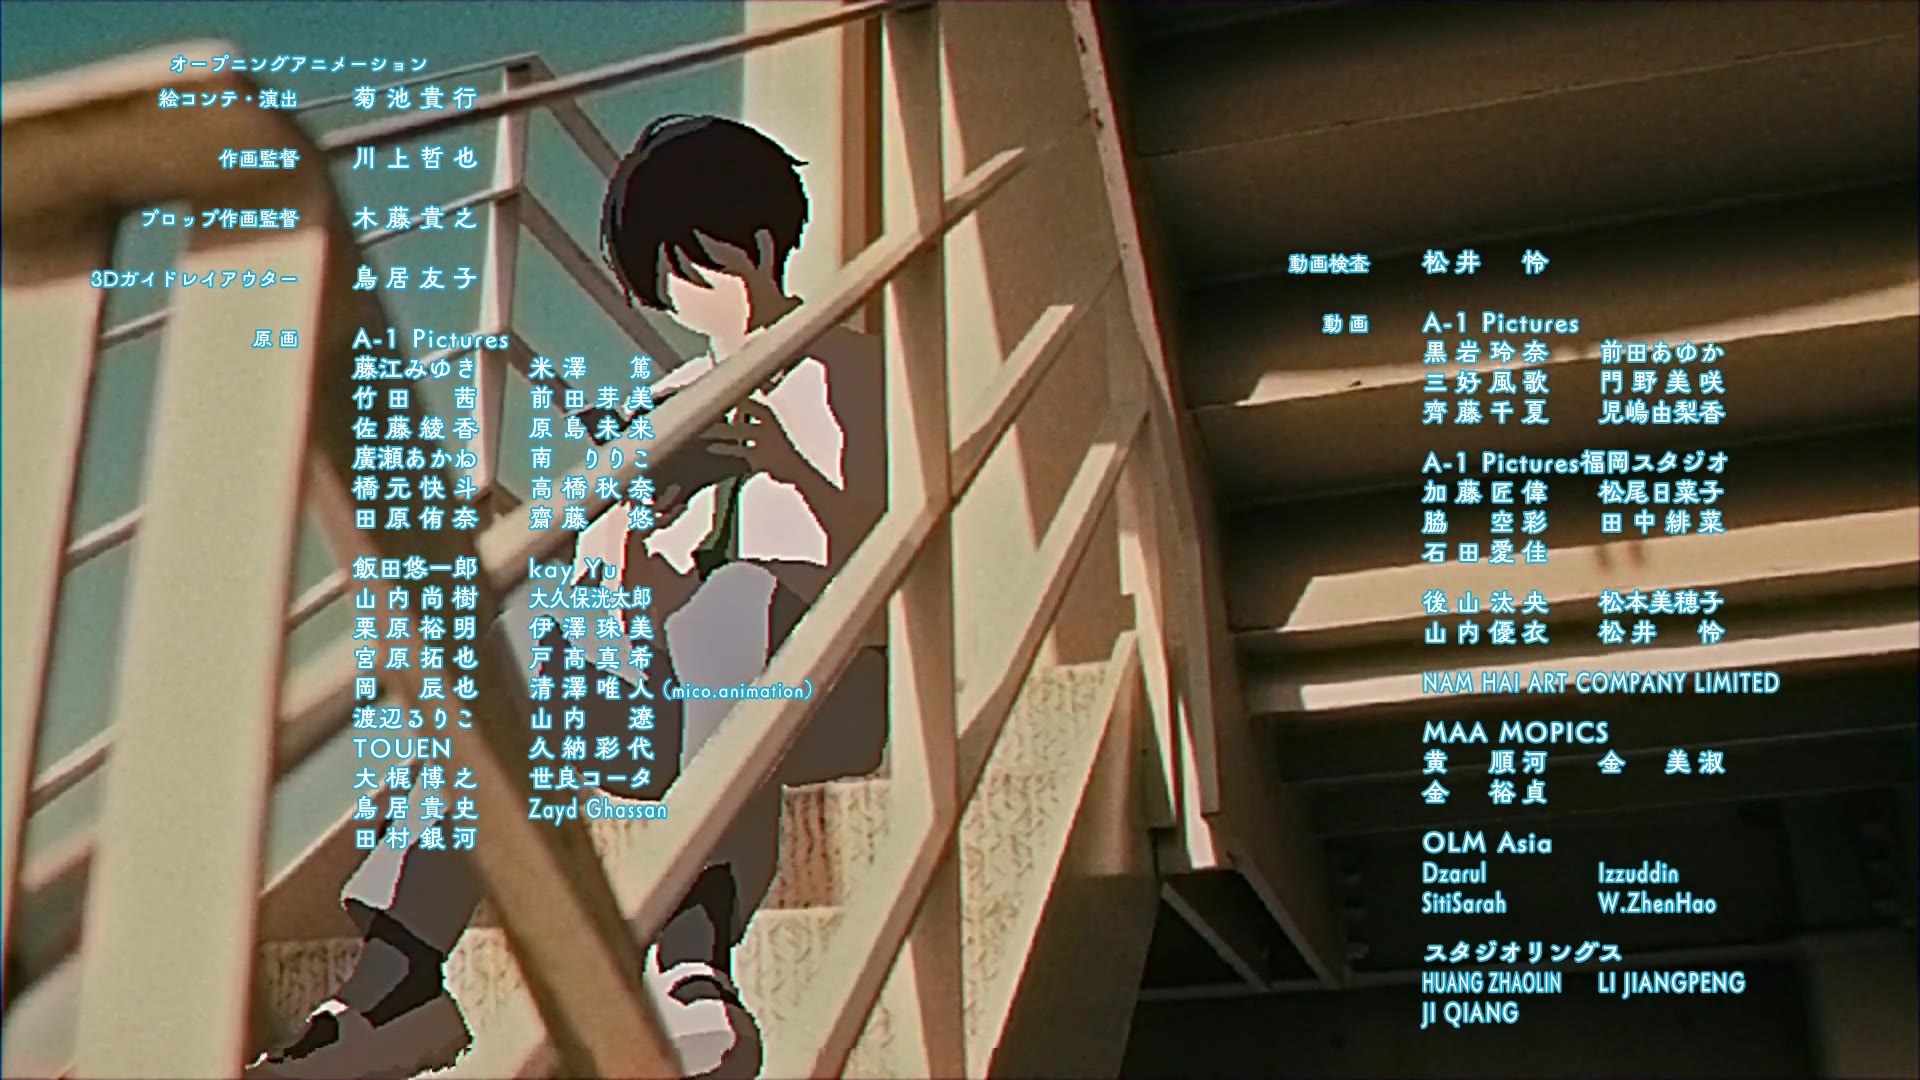 オープニングアニメーション
絵コンテ・演出 菊池貴行
作画監督 川上哲也
プロップ作画監督 木藤貴之
3Dガイドレイアウター 鳥居友子
原画 A-1 Pictures
藤江みゆき 米澤 篤
竹田 茜 前田芽美
佐藤綾香 原島未来
廣瀬あかね 南 りりこ
橋元快斗 高橋秋奈
田原侑奈 齋藤 悠
飯田悠一郎 kay Yu
山内尚樹 大久保洸太郎
栗原裕明 伊澤珠美
宮原拓也 戸髙真希
岡 辰也 清澤唯人(mico.animation)
渡辺るりこ 山内 遼
TOUEN 久納彩代
大梶博之 世良コータ
鳥居貴史 Zayd Ghassan
田村銀河
動画検査 松井 怜
動画 A-1 Pictures
黒岩玲奈 前田あゆか
三好風歌 門野美咲
齊藤千夏 児嶋由梨香
A-1 Pictures福岡スタジオ
加藤匠偉 松尾日菜子
脇 空彩 田中緋菜
石田愛佳
後山汰央 松本美穂子
山内優衣 松井 怜
NAM HAI ART COMPANY LIMITED
MAA MOPICS
黄 順河 金 美淑
金 裕貞
OLM Asia
Dzarul Izzuddin
SitiSarah W.ZhenHao
スタジオリングス
HUANG ZHAOLIN LI JIANGPENG
JI QIANG